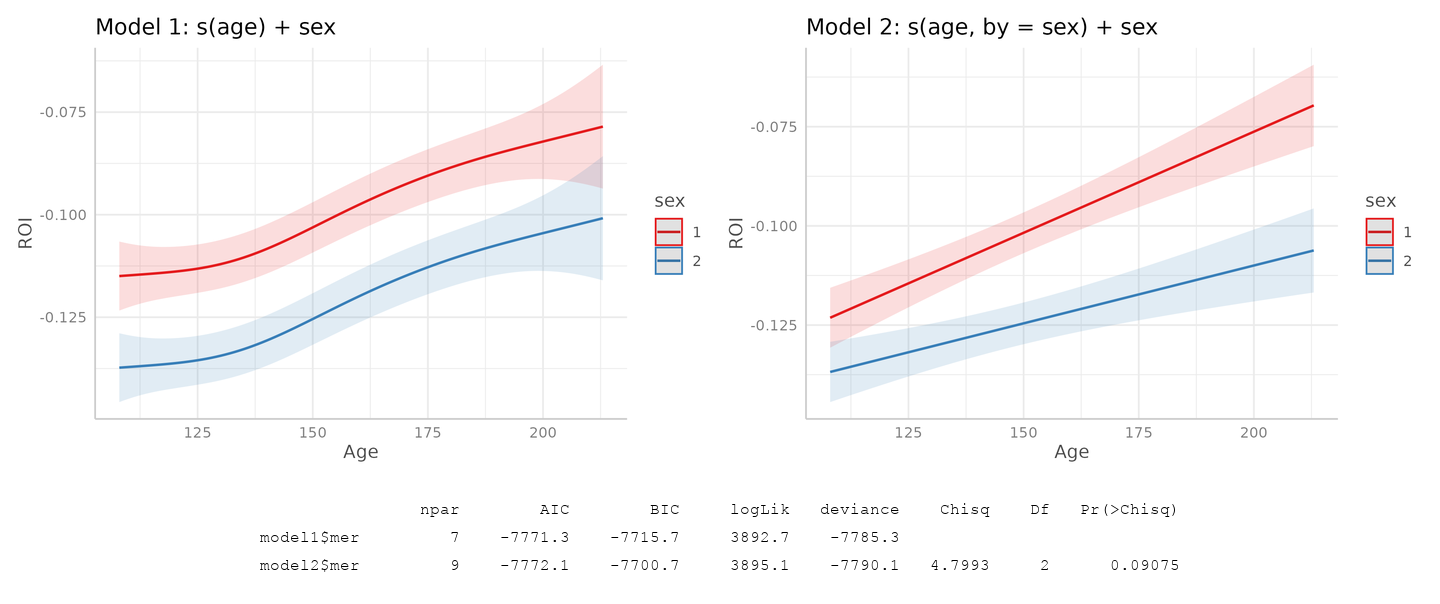 Model 1: s(age) + sex
ROI
-0.075
-0.100
-0.125
125 150 175 200
Age
sex
1
2
Model 2: s(age, by = sex) + sex
ROI
-0.075
-0.100
-0.125
125 150 175 200
Age
sex
1
2
npar AIC BIC logLik deviance Chisq Df Pr(>Chisq)
model1$mer 7 -7771.3 -7715.7 3892.7 -7785.3
model2$mer 9 -7772.1 -7700.7 3895.1 -7790.1 4.7993 2 0.09075